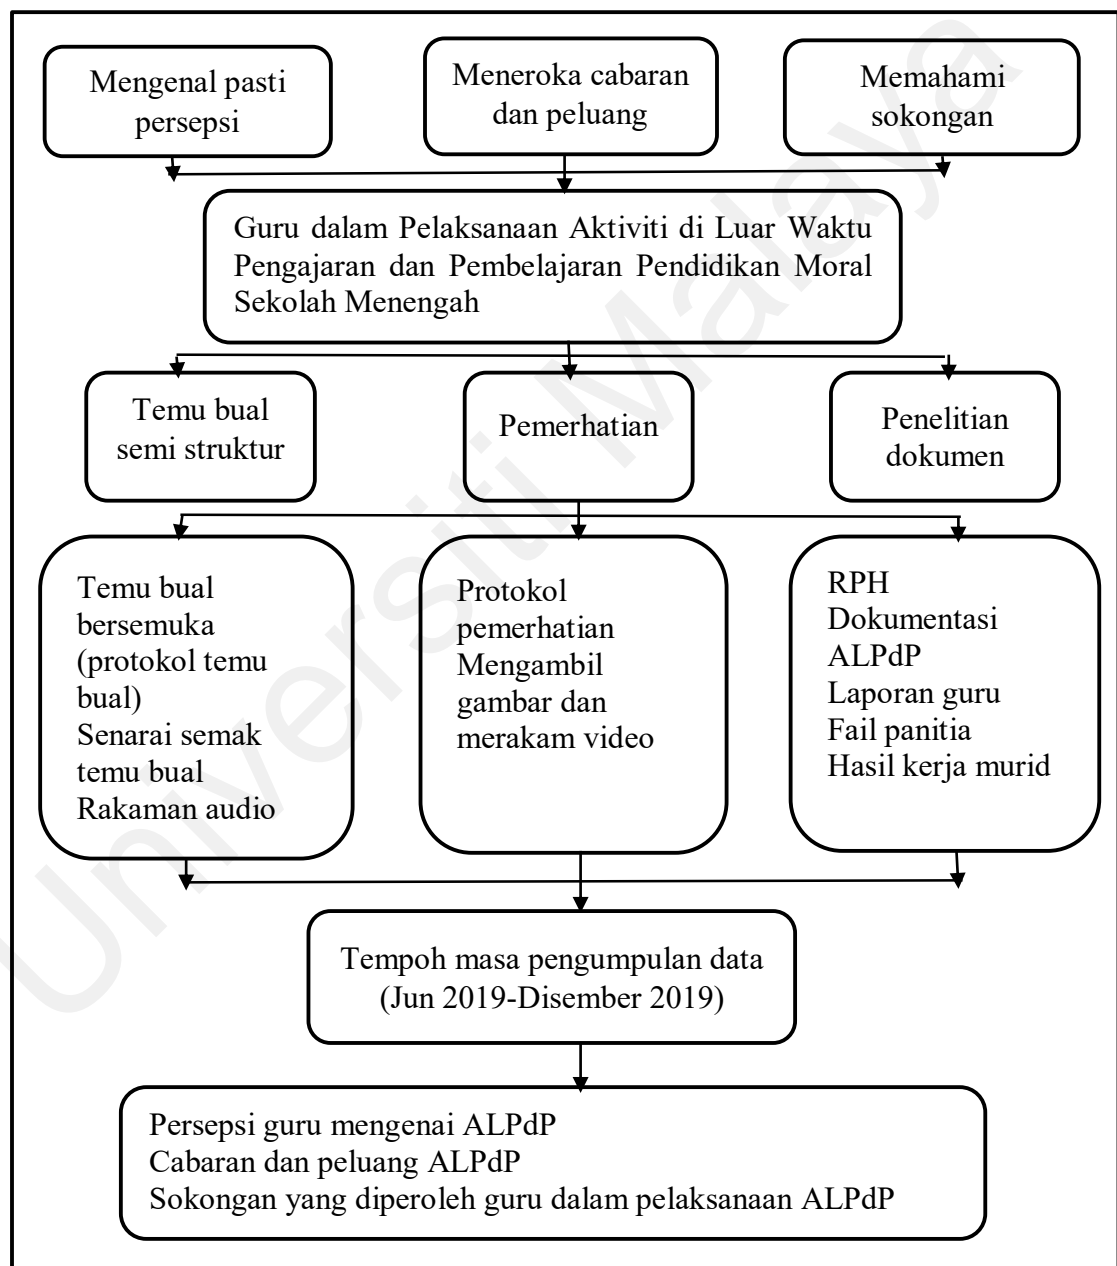 Mengenal pasti
persepsi
Meneroka cabaran
dan peluang
Memahami
sokongan
Guru dalam Pelaksanaan Aktiviti di Luar Waktu
Pengajaran dan Pembelajaran Pendidikan Moral
Sekolah Menengah
Temu bual
semi struktur
Pemerhatian
Penelitian
dokumen
Temu bual
bersemuka
(protokol temu
bual)
Senarai semak
temu bual
Rakaman audio
Protokol
pemerhatian
Mengambil
gambar dan
merakam video
RPH
Dokumentasi
ALPdP
Laporan guru
Fail panitia
Hasil kerja murid
Tempoh masa pengumpulan data
(Jun 2019-Disember 2019)
Persepsi guru mengenai ALPdP
Cabaran dan peluang ALPdP
Sokongan yang diperoleh guru dalam pelaksanaan ALPdP
Universiti Malaya